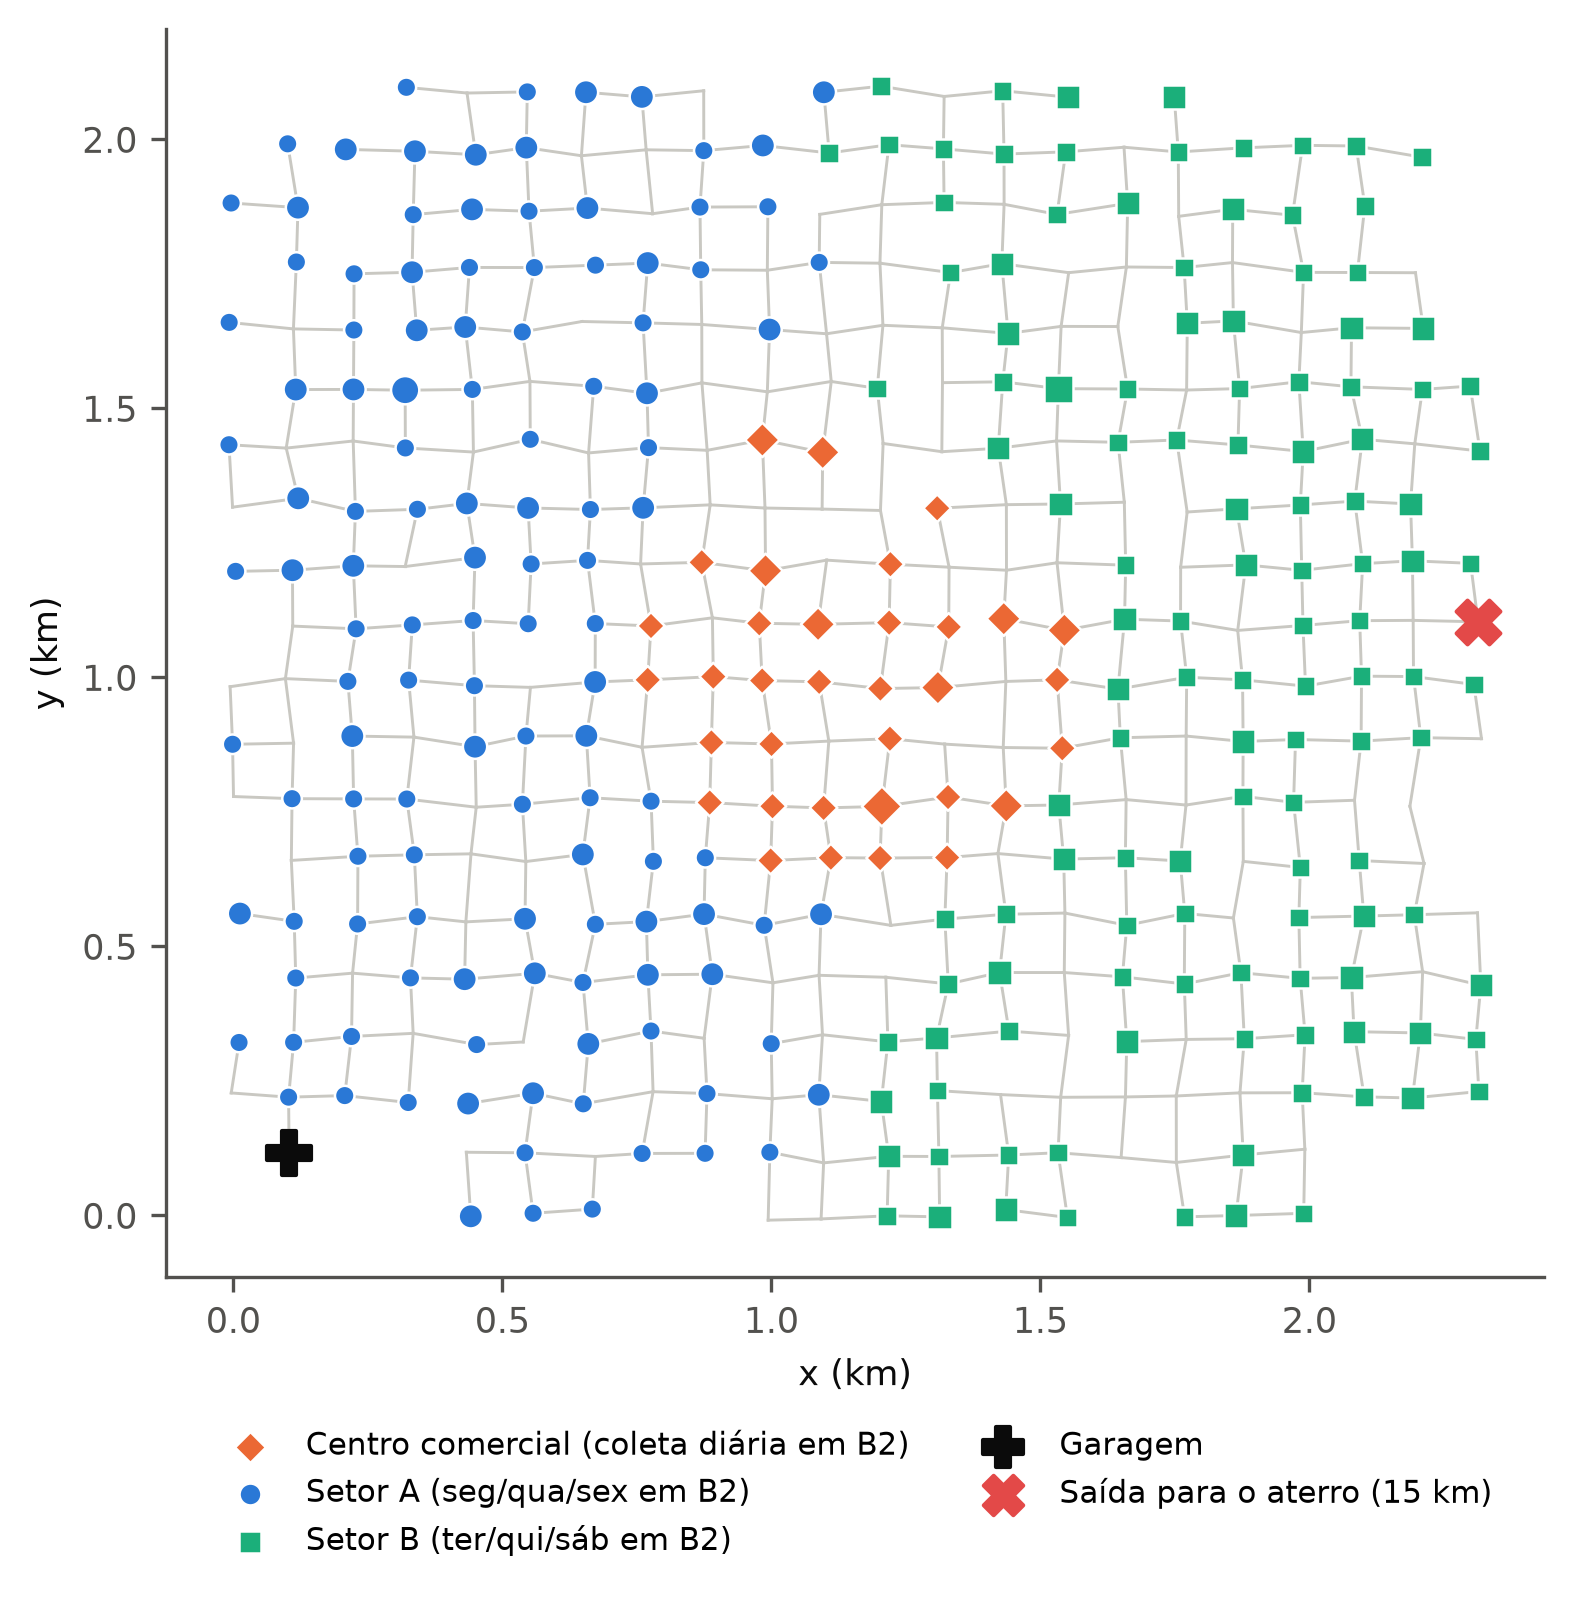 2.0
1.5
1.0
0.5
0.0
y (km)
0.0 0.5 1.0 1.5 2.0
x (km)
Centro comercial (coleta diária em B2)
Setor A (seg/qua/sex em B2)
Setor B (ter/qui/sáb em B2)
Garagem
Saída para o aterro (15 km)